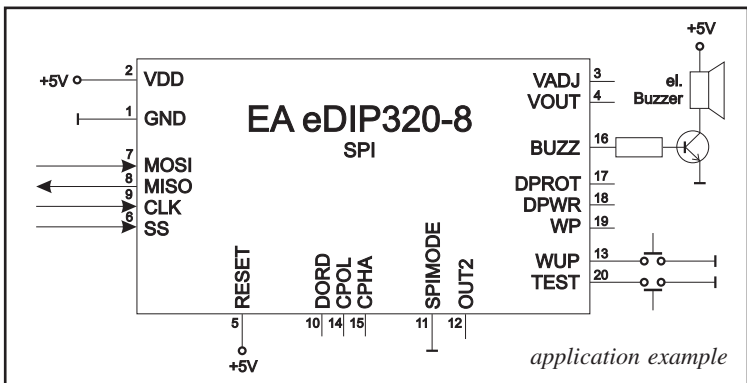 +5V
2 VDD
+5V
1 GND
EA eDIP320-8
SPI
VADJ 3
VOUT 4
el.
Buzzer
BUZZ 16
7 MOSI
8 MISO
9 CLK
6 SS
DPROT 17
DPWR 18
WP 19
WUP 13
TEST 20
RESET
DORD
CPOL
CPHA
SPIMODE
OUT2
5
10
14
15
11
12
+5V
application example